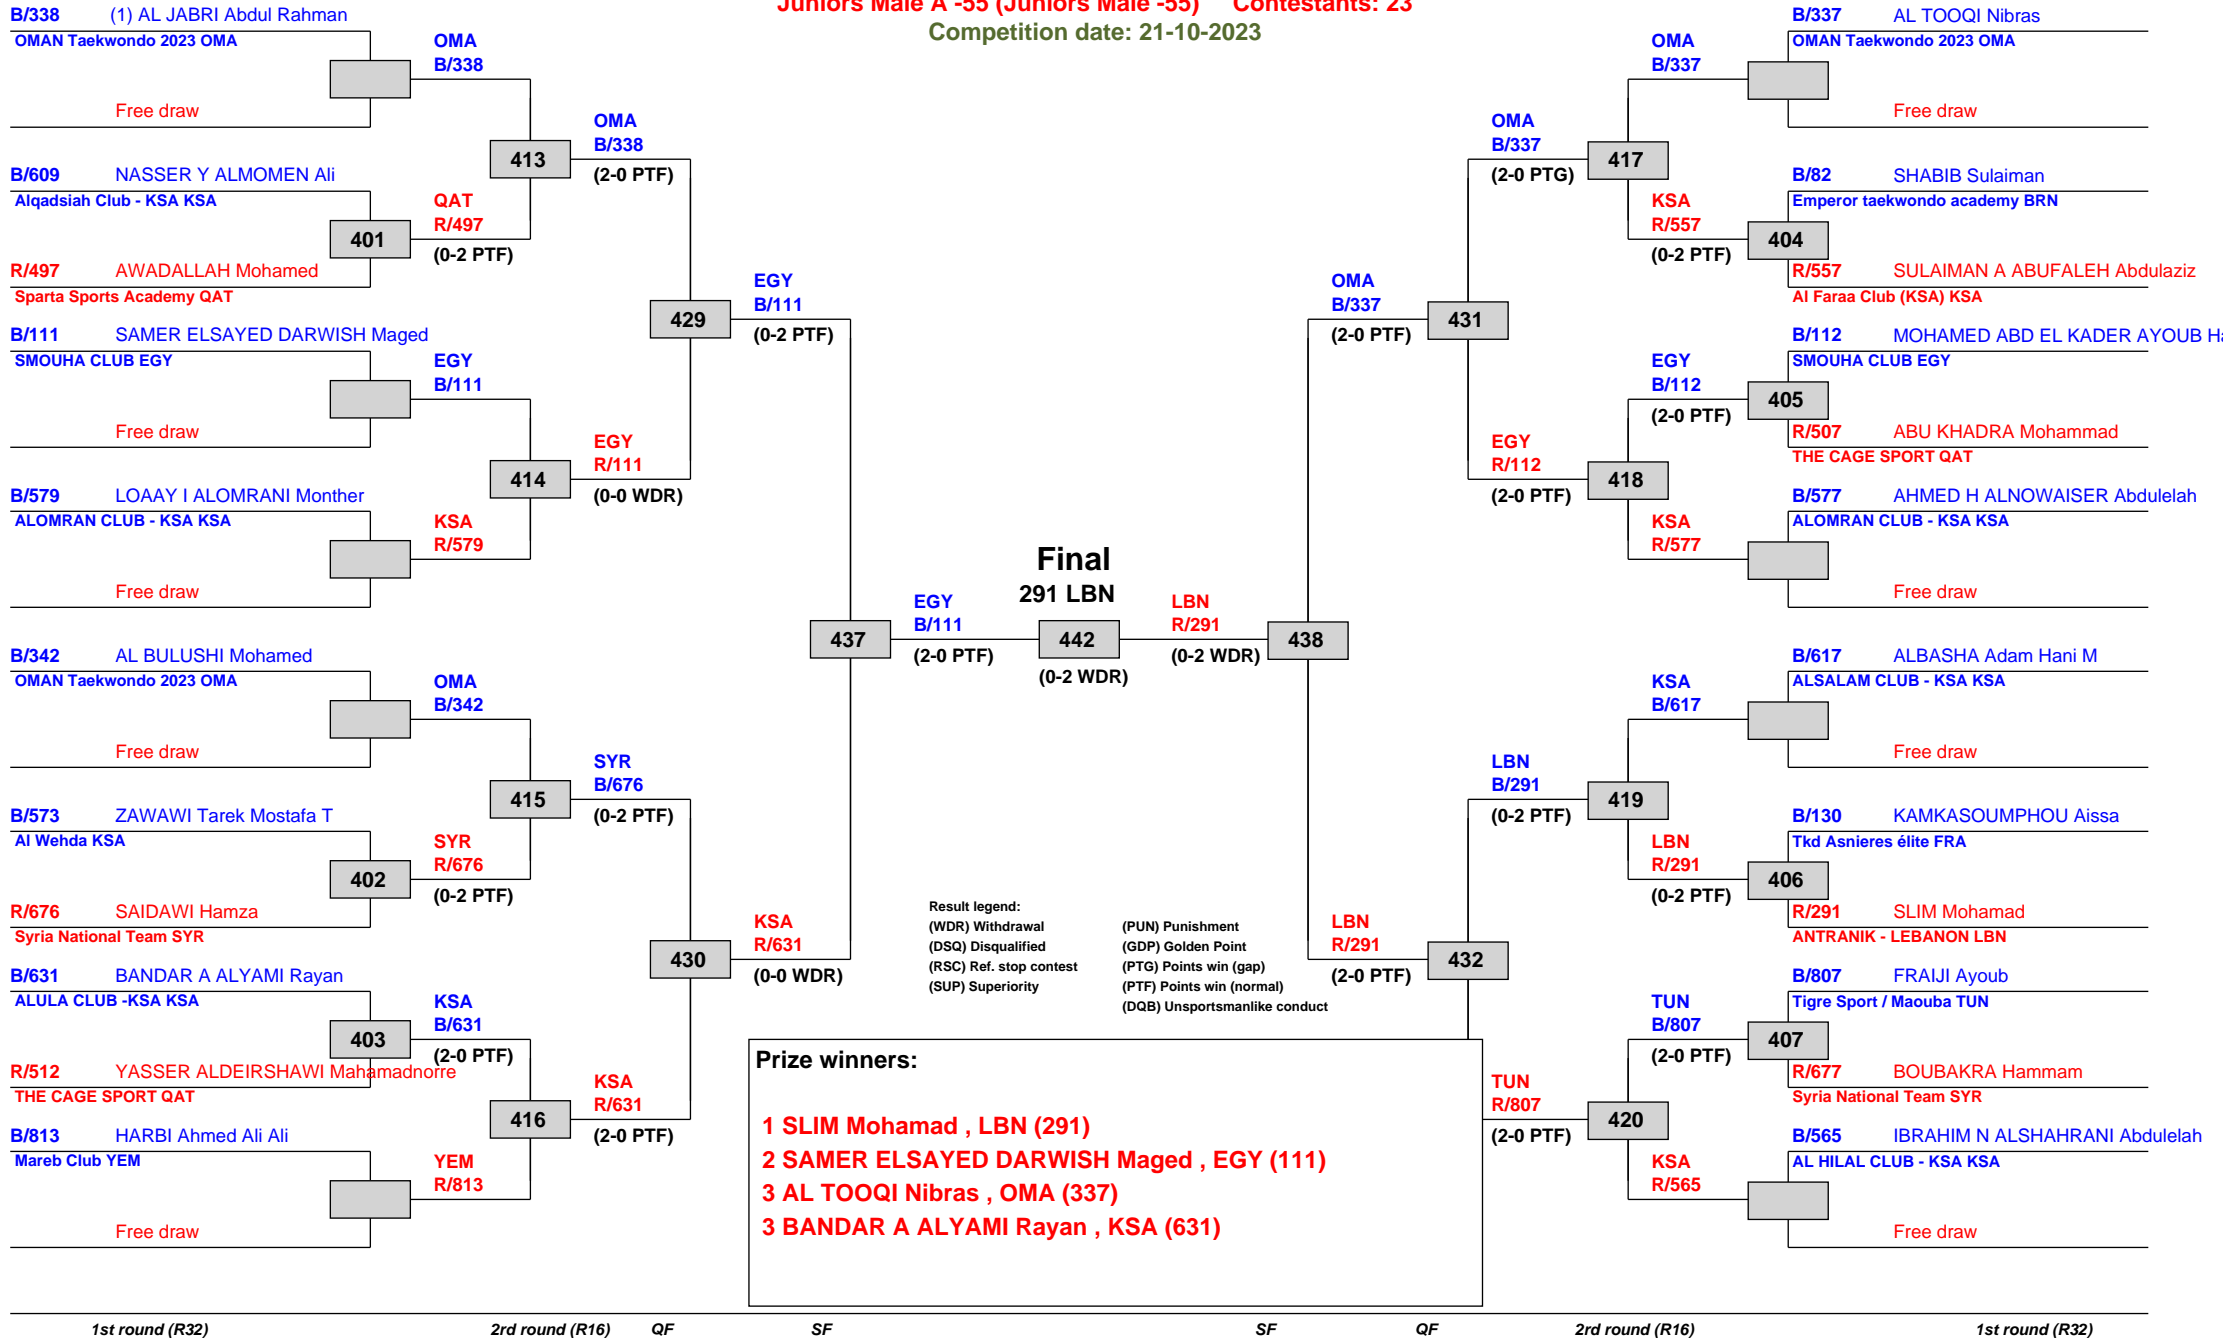 Juniors Male A -55 (Juniors Male -55) Contestants: 23
Competition date: 21-10-2023
B/338 (1) AL JABRI Abdul Rahman
OMAN Taekwondo 2023 OMA
Free draw
B/609 NASSER Y ALMOMEN Ali
Alqadsiah Club - KSA KSA
401
R/497 AWADALLAH Mohamed
Sparta Sports Academy QAT
B/111 SAMER ELSAYED DARWISH Maged
SMOUHA CLUB EGY
Free draw
B/579 LOAAY I ALOMRANI Monther
ALOMRAN CLUB - KSA KSA
Free draw
B/342 AL BULUSHI Mohamed
OMAN Taekwondo 2023 OMA
Free draw
B/573 ZAWAWI Tarek Mostafa T
Al Wehda KSA
402
R/676 SAIDAWI Hamza
Syria National Team SYR
B/631 BANDAR A ALYAMI Rayan
ALULA CLUB -KSA KSA
403
R/512 YASSER ALDEIRSHAWI Mahamadnorre
THE CAGE SPORT QAT
B/813 HARBI Ahmed Ali Ali
Mareb Club YEM
Free draw
OMA
B/338
413
QAT
R/497
(0-2 PTF)
EGY
B/111
414
KSA
R/579
OMA
B/342
415
SYR
R/676
(0-2 PTF)
KSA
B/631
(2-0 PTF)
416
YEM
R/813
OMA
B/338
(2-0 PTF)
429
EGY
R/111
(0-0 WDR)
SYR
B/676
(0-2 PTF)
430
KSA
R/631
(2-0 PTF)
EGY
B/111
(0-2 PTF)
437
KSA
R/631
(0-0 WDR)
EGY
B/111
(2-0 PTF)
Final
291 LBN
442
(0-2 WDR)
LBN
R/291
(0-2 WDR)
OMA
B/337
(2-0 PTF)
438
LBN
R/291
(2-0 PTF)
OMA
B/337
(2-0 PTG)
431
EGY
R/112
(2-0 PTF)
LBN
B/291
(0-2 PTF)
432
TUN
R/807
(2-0 PTF)
OMA
B/337
417
KSA
R/557
(0-2 PTF)
EGY
B/112
(2-0 PTF)
418
KSA
R/577
KSA
B/617
419
LBN
R/291
(0-2 PTF)
TUN
B/807
(2-0 PTF)
420
KSA
R/565
B/337 AL TOOQI Nibras
OMAN Taekwondo 2023 OMA
Free draw
B/82 SHABIB Sulaiman
Emperor taekwondo academy BRN
404
R/557 SULAIMAN A ABUFALEH Abdulaziz
Al Faraa Club (KSA) KSA
B/112 MOHAMED ABD EL KADER AYOUB
SMOUHA CLUB EGY
405
R/507 ABU KHADRA Mohammad
THE CAGE SPORT QAT
B/577 AHMED H ALNOWAISER Abdulelah
ALOMRAN CLUB - KSA KSA
Free draw
B/617 ALBASHA Adam Hani M
ALSALAM CLUB - KSA KSA
Free draw
B/130 KAMKASOUMPHOU Aissa
Tkd Asnieres élite FRA
406
R/291 SLIM Mohamad
ANTRANIK - LEBANON LBN
B/807 FRAIJI Ayoub
Tigre Sport / Maouba TUN
407
R/677 BOUBAKRA Hammam
Syria National Team SYR
B/565 IBRAHIM N ALSHAHRANI Abdulelah
AL HILAL CLUB - KSA KSA
Free draw
Result legend:
(WDR) Withdrawal
(DSQ) Disqualified
(RSC) Ref. stop contest
(SUP) Superiority
(PUN) Punishment
(GDP) Golden Point
(PTG) Points win (gap)
(PTF) Points win (normal)
(DQB) Unsportsmanlike conduct
Prize winners:
1 SLIM Mohamad , LBN (291)
2 SAMER ELSAYED DARWISH Maged , EGY (111)
3 AL TOOQI Nibras , OMA (337)
3 BANDAR A ALYAMI Rayan , KSA (631)
1st round (R32) 2rd round (R16) QF SF SF QF 2rd round (R16) 1st round (R32)